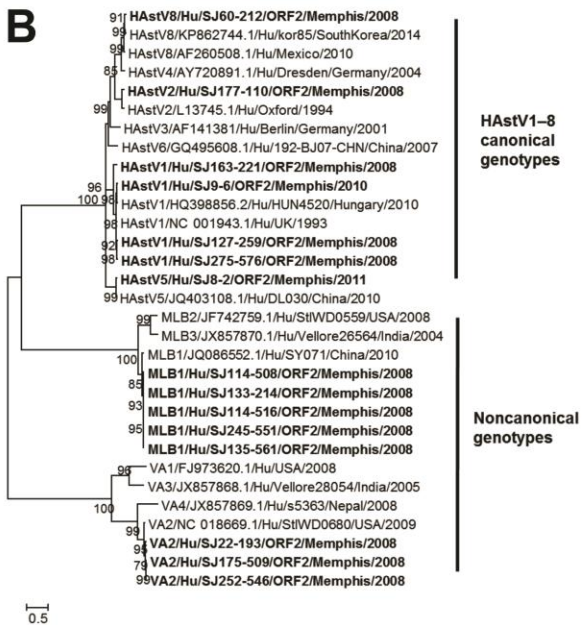 B
91 HAstV8/Hu/SJ60-212/ORF2/Memphis/2008
99 HAstV8/KP862744.1/Hu/kor85/SouthKorea/2014
99 HAstV8/AF260508.1/Hu/Mexico/2010
85 HAstV4/AY720891.1/Hu/Dresden/Germany/2004
HAstV2/Hu/SJ177-110/ORF2/Memphis/2008
99 HAstV2/L13745.1/Hu/Oxford/1994
HAstV3/AF141381/Hu/Berlin/Germany/2001
HAstV6/GQ495608.1/Hu/192-BJ07-CHN/China/2007
HAstV1–8
canonical
genotypes
HAstV1/Hu/SJ163-221/ORF2/Memphis/2008
96 HAstV1/Hu/SJ9-6/ORF2/Memphis/2010
100 98 HAstV1/HQ398856.2/Hu/HUN4520/Hungary/2010
98 HAstV1/NC 001943.1/Hu/UK/1993
92 HAstV1/Hu/SJ127-259/ORF2/Memphis/2008
98 HAstV1/Hu/SJ275-576/ORF2/Memphis/2008
HAstV5/Hu/SJ8-2/ORF2/Memphis/2011
99 HAstV5/JQ403108.1/Hu/DL030/China/2010
99 MLB2/JF742759.1/Hu/StlWD0559/USA/2008
MLB3/JX857870.1/Hu/Vellore26564/India/2004
100 MLB1/JQ086552.1/Hu/SY071/China/2010
MLB1/Hu/SJ114-508/ORF2/Memphis/2008
85 MLB1/Hu/SJ133-214/ORF2/Memphis/2008
93 MLB1/Hu/SJ114-516/ORF2/Memphis/2008
95 MLB1/Hu/SJ245-551/ORF2/Memphis/2008
MLB1/Hu/SJ135-561/ORF2/Memphis/2008
Noncanonical
genotypes
96 VA1/FJ973620.1/Hu/USA/2008
VA3/JX857868.1/Hu/Vellore28054/India/2005
100 VA4/JX857869.1/Hu/s5363/Nepal/2008
99 VA2/NC 018669.1/Hu/StlWD0680/USA/2009
95 VA2/Hu/SJ22-193/ORF2/Memphis/2008
79 VA2/Hu/SJ175-509/ORF2/Memphis/2008
99 VA2/Hu/SJ252-546/ORF2/Memphis/2008
0.5